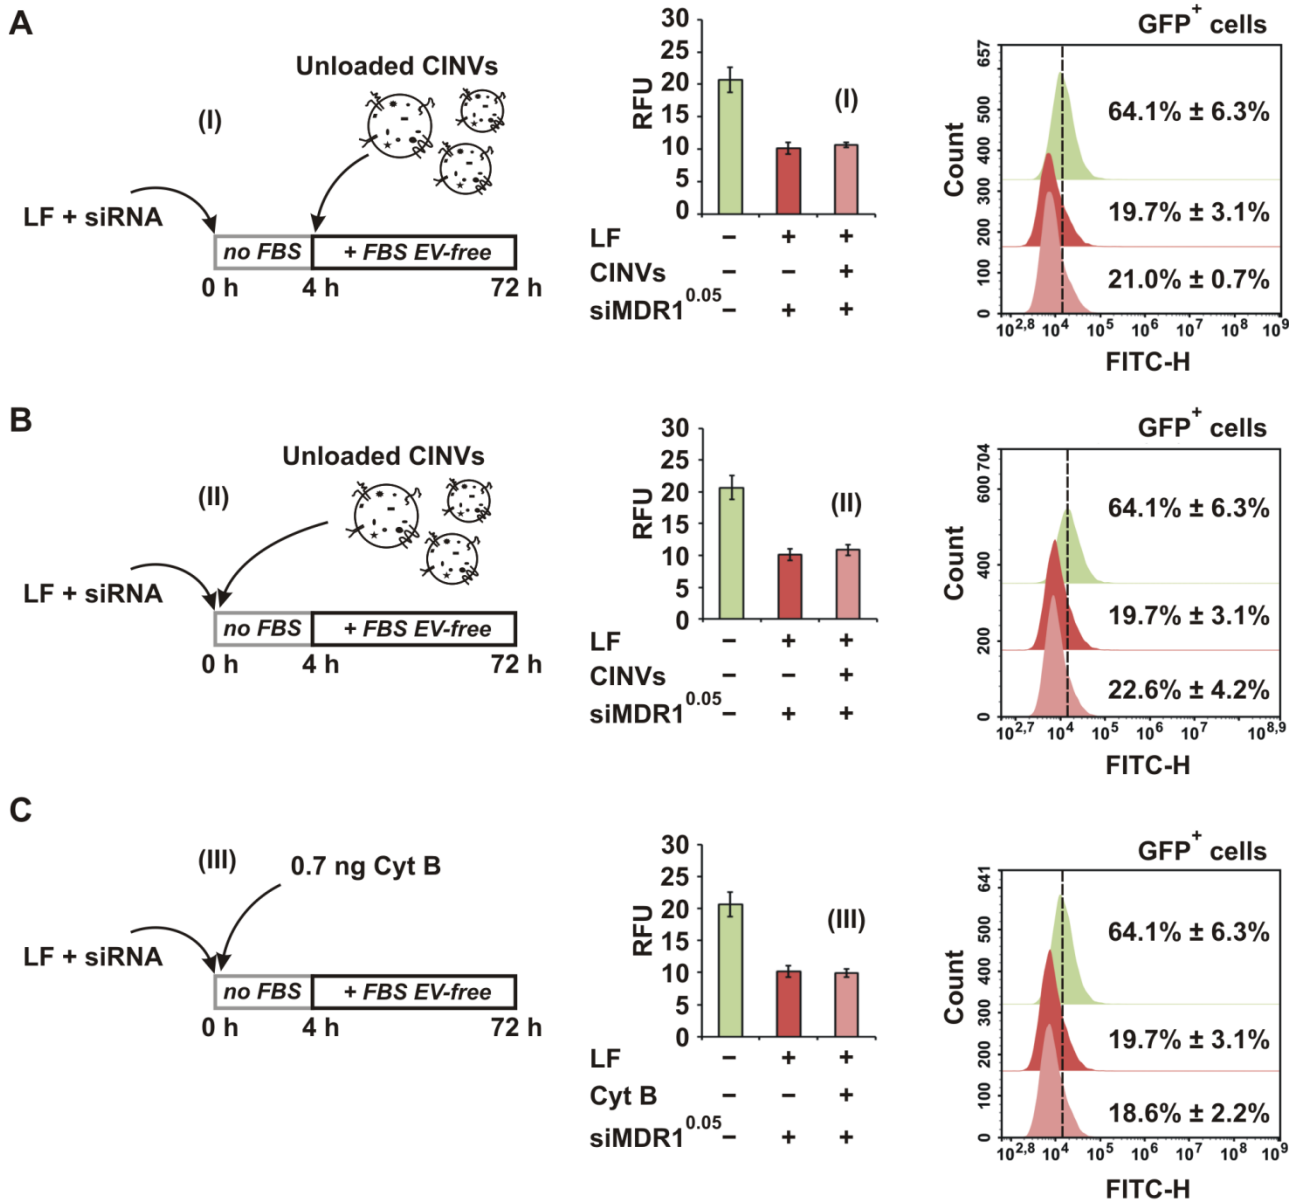 A
Unloaded CINVs
(I)
LF + siRNA
no FBS
+ FBS EV-free
0 h
4 h
72 h
RFU
30
25
20
15
10
5
0
(I)
LF – + +
CINVs – – +
siMDR1^0.05 – + +
GFP+ cells
Count
657
500
400
300
200
100
0
64.1% ± 6.3%
19.7% ± 3.1%
21.0% ± 0.7%
10^2,8 10^4 10^5 10^6 10^7 10^8 10^9
FITC-H
B
Unloaded CINVs
(II)
LF + siRNA
no FBS
+ FBS EV-free
0 h
4 h
72 h
RFU
30
25
20
15
10
5
0
(II)
LF – + +
CINVs – – +
siMDR1^0.05 – + +
GFP+ cells
Count
704
600
400
200
0
64.1% ± 6.3%
19.7% ± 3.1%
22.6% ± 4.2%
10^2,7 10^4 10^5 10^6 10^7 10^8,9
FITC-H
C
(III)
0.7 ng Cyt B
LF + siRNA
no FBS
+ FBS EV-free
0 h
4 h
72 h
RFU
30
25
20
15
10
5
0
(III)
LF – + +
Cyt B – – +
siMDR1^0.05 – + +
GFP+ cells
Count
641
500
400
300
200
100
0
64.1% ± 6.3%
19.7% ± 3.1%
18.6% ± 2.2%
10^2,8 10^4 10^5 10^6 10^7 10^8 10^9
FITC-H